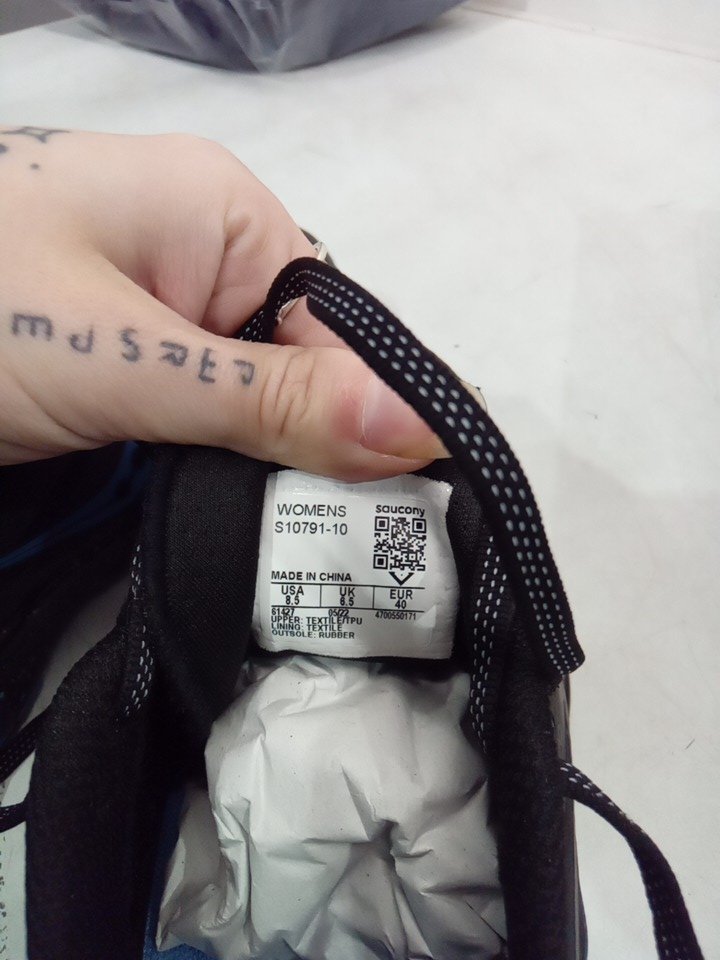 WOMENS
S10791-10
saucony
MADE IN CHINA
USA UK EUR
8.5 6.5 40
61427 05/22 4700550171
UPPER: TEXTILE/TPU
LINING: TEXTILE
OUTSOLE: RUBBER